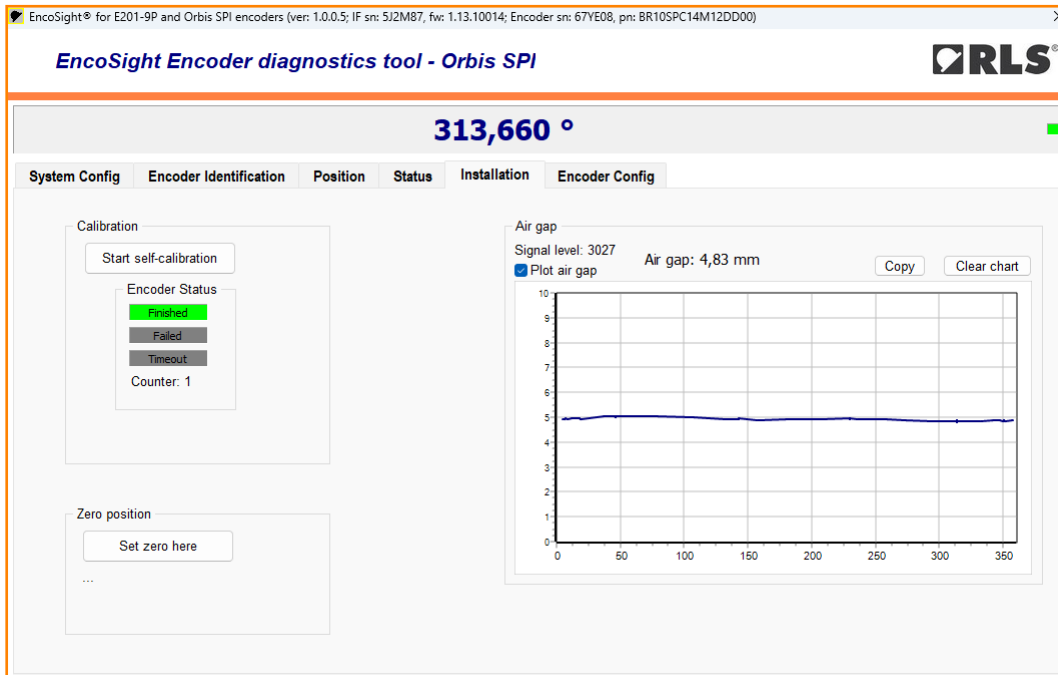 EncoSight® for E201-9P and Orbis SPI encoders (ver: 1.0.0.5; IF sn: 5J2M87, fw: 1.13.10014; Encoder sn: 67YE08, pn: BR10SPC14M12DD00)
EncoSight Encoder diagnostics tool - Orbis SPI
RLS®
313,660 °
System Config Encoder Identification Position Status Installation Encoder Config
Calibration
Start self-calibration
Encoder Status
Finished
Failed
Timeout
Counter: 1
Zero position
Set zero here
...
Air gap
Signal level: 3027
Plot air gap
Air gap: 4,83 mm
Copy
Clear chart
10
9
8
7
6
5
4
3
2
1
0
0 50 100 150 200 250 300 350